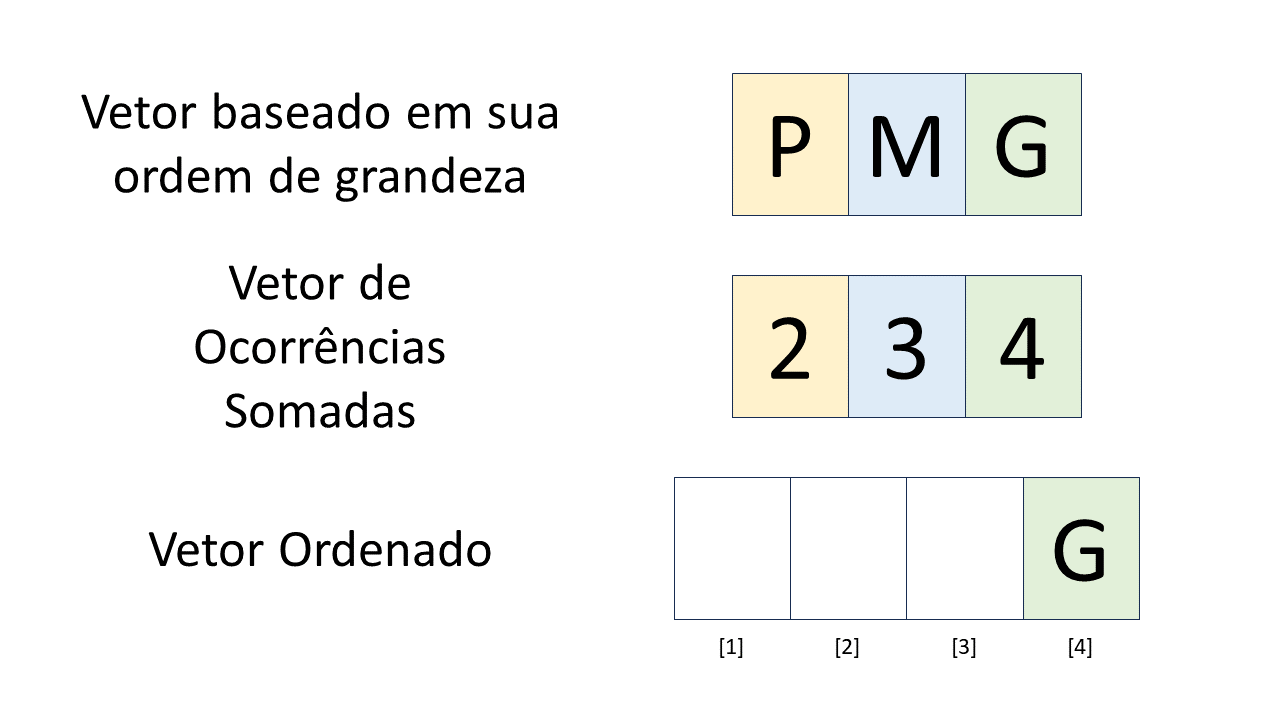 Vetor baseado em sua
ordem de grandeza
P M G
Vetor de
Ocorrências
Somadas
2 3 4
Vetor Ordenado
G
[1] [2] [3] [4]